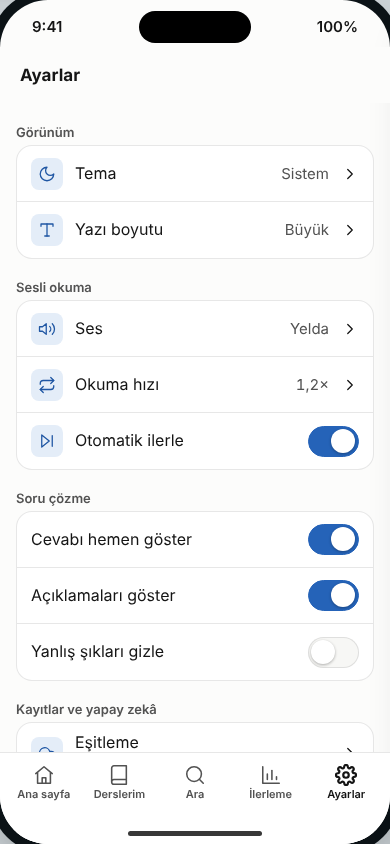 9:41
100%
Ayarlar
Görünüm
Tema
Sistem
Yazı boyutu
Büyük
Sesli okuma
Ses
Yelda
Okuma hızı
1,2×
Otomatik ilerle
Soru çözme
Cevabı hemen göster
Açıklamaları göster
Yanlış şıkları gizle
Kayıtlar ve yapay zekâ
Eşitleme
Ana sayfa
Derslerim
Ara
İlerleme
Ayarlar